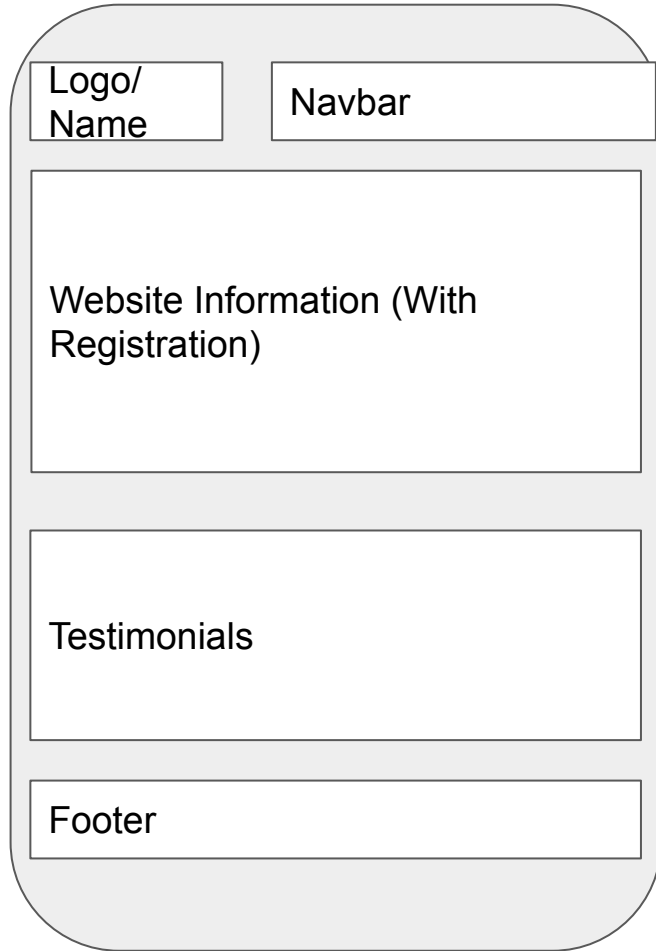 Logo/
Name
Navbar
Website Information (With
Registration)
Testimonials
Footer